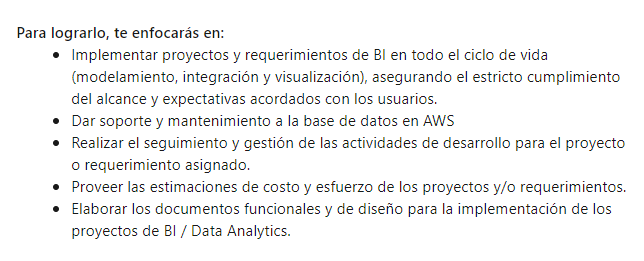 Para lograrlo, te enfocarás en:
• Implementar proyectos y requerimientos de BI en todo el ciclo de vida
(modelamiento, integración y visualización), asegurando el estricto cumplimiento
del alcance y expectativas acordados con los usuarios.
• Dar soporte y mantenimiento a la base de datos en AWS
• Realizar el seguimiento y gestión de las actividades de desarrollo para el proyecto
o requerimiento asignado.
• Proveer las estimaciones de costo y esfuerzo de los proyectos y/o requerimientos.
• Elaborar los documentos funcionales y de diseño para la implementación de los
proyectos de BI / Data Analytics.